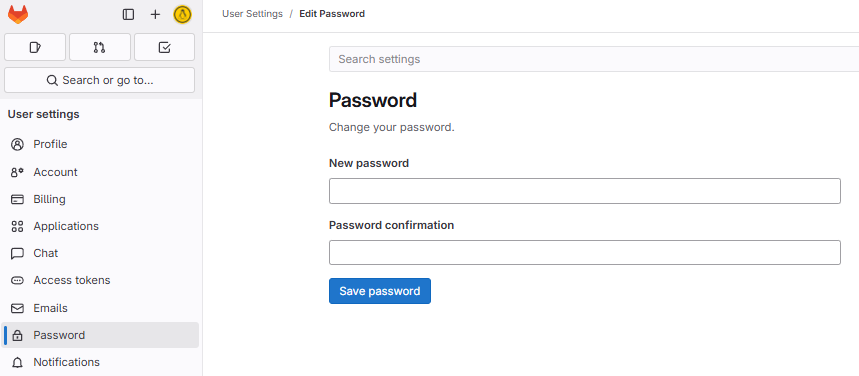 User Settings / Edit Password
Search or go to...
User settings
Profile
Account
Billing
Applications
Chat
Access tokens
Emails
Password
Notifications
Search settings
Password
Change your password.
New password
Password confirmation
Save password